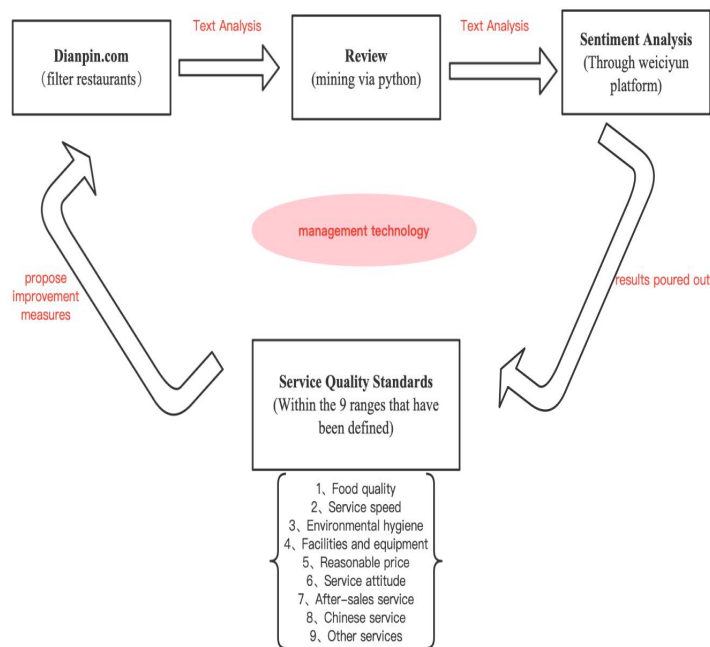 Text Analysis
Text Analysis
Dianpin.com
(filter restaurants）
Review
(mining via python)
Sentiment Analysis
(Through weiciyun
platform)
management technology
propose
improvement
measures
results poured out
Service Quality Standards
(Within the 9 ranges that have
been defined)
1、Food quality
2、Service speed
3、Environmental hygiene
4、Facilities and equipment
5、Reasonable price
6、Service attitude
7、After-sales service
8、Chinese service
9、Other services